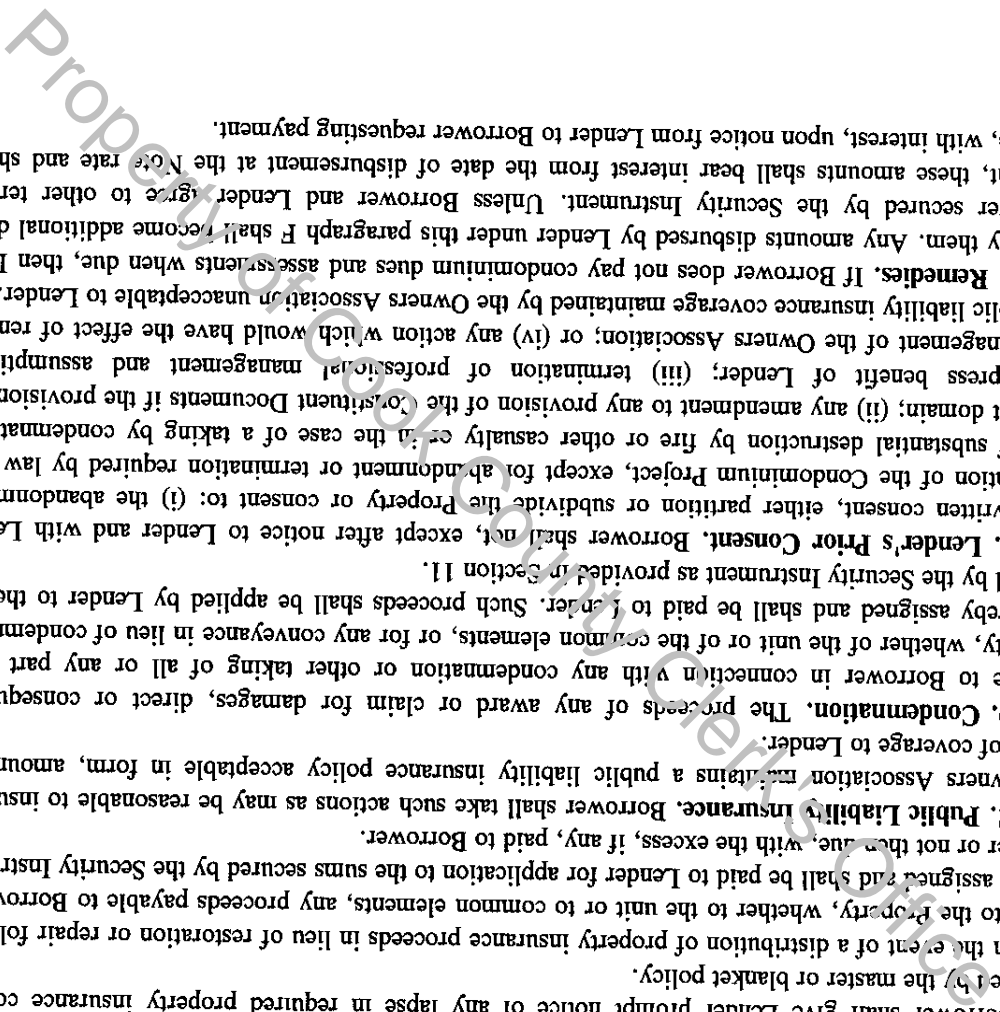 orrower shall give Lender prompt notice of any lapse in required property insurance co
ed by the master or blanket policy.
n the event of a distribution of property insurance proceeds in lieu of restoration or repair fol
to the Property, whether to the unit or to common elements, any proceeds payable to Borrov
assigned and shall be paid to Lender for application to the sums secured by the Security Instr
er or not then due, with the excess, if any, paid to Borrower.
. Public Liability Insurance. Borrower shall take such actions as may be reasonable to insu
wners Association maintains a public liability insurance policy acceptable in form, amoun
of coverage to Lender.
. Condemnation. The proceeds of any award or claim for damages, direct or consequ
e to Borrower in connection with any condemnation or other taking of all or any part
ty, whether of the unit or of the common elements, or for any conveyance in lieu of condemn
reby assigned and shall be paid to Lender. Such proceeds shall be applied by Lender to the
d by the Security Instrument as provided in Section 11.
. Lender's Prior Consent. Borrower shall not, except after notice to Lender and with Le
written consent, either partition or subdivide the Property or consent to: (i) the abandonm
ation of the Condominium Project, except for abandonment or termination required by law
substantial destruction by fire or other casualty or in the case of a taking by condemnat
t domain; (ii) any amendment to any provision of the Constituent Documents if the provision
press benefit of Lender; (iii) termination of professional management and assumpti
nagement of the Owners Association; or (iv) any action which would have the effect of ren
lic liability insurance coverage maintained by the Owners Association unacceptable to Lender.
Remedies. If Borrower does not pay condominium dues and assessments when due, then L
y them. Any amounts disbursed by Lender under this paragraph F shall become additional d
er secured by the Security Instrument. Unless Borrower and Lender agree to other ter
t, these amounts shall bear interest from the date of disbursement at the Note rate and sh
, with interest, upon notice from Lender to Borrower requesting payment.
Property of Cook County Clerk's Office